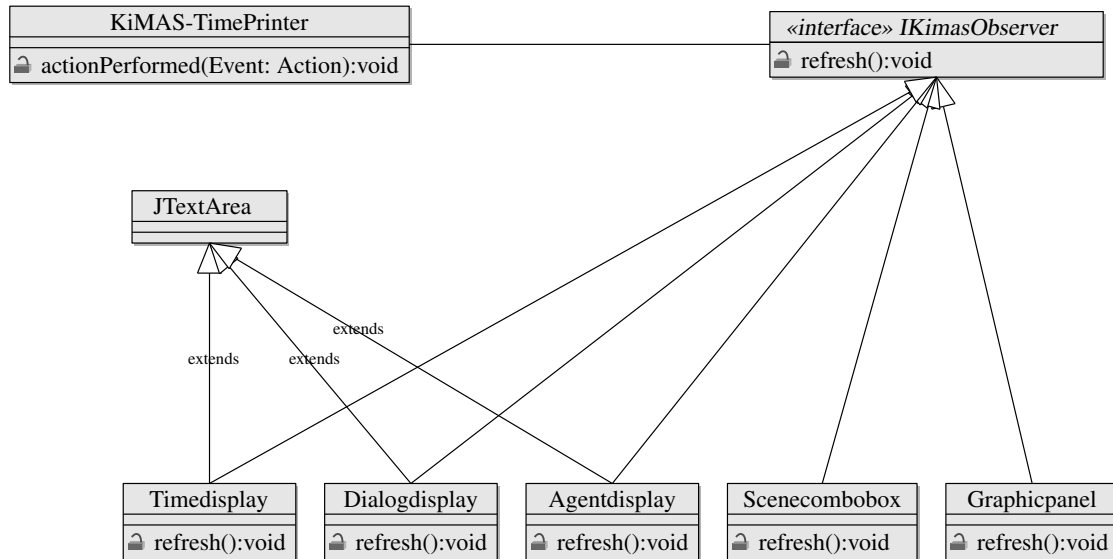 KiMAS-TimePrinter
actionPerformed(Event: Action):void
«interface» IKimasObserver
refresh():void
JTextArea
extends
extends
extends
Timedisplay
refresh():void
Dialogdisplay
refresh():void
Agentdisplay
refresh():void
Scenecombobox
refresh():void
Graphicpanel
refresh():void